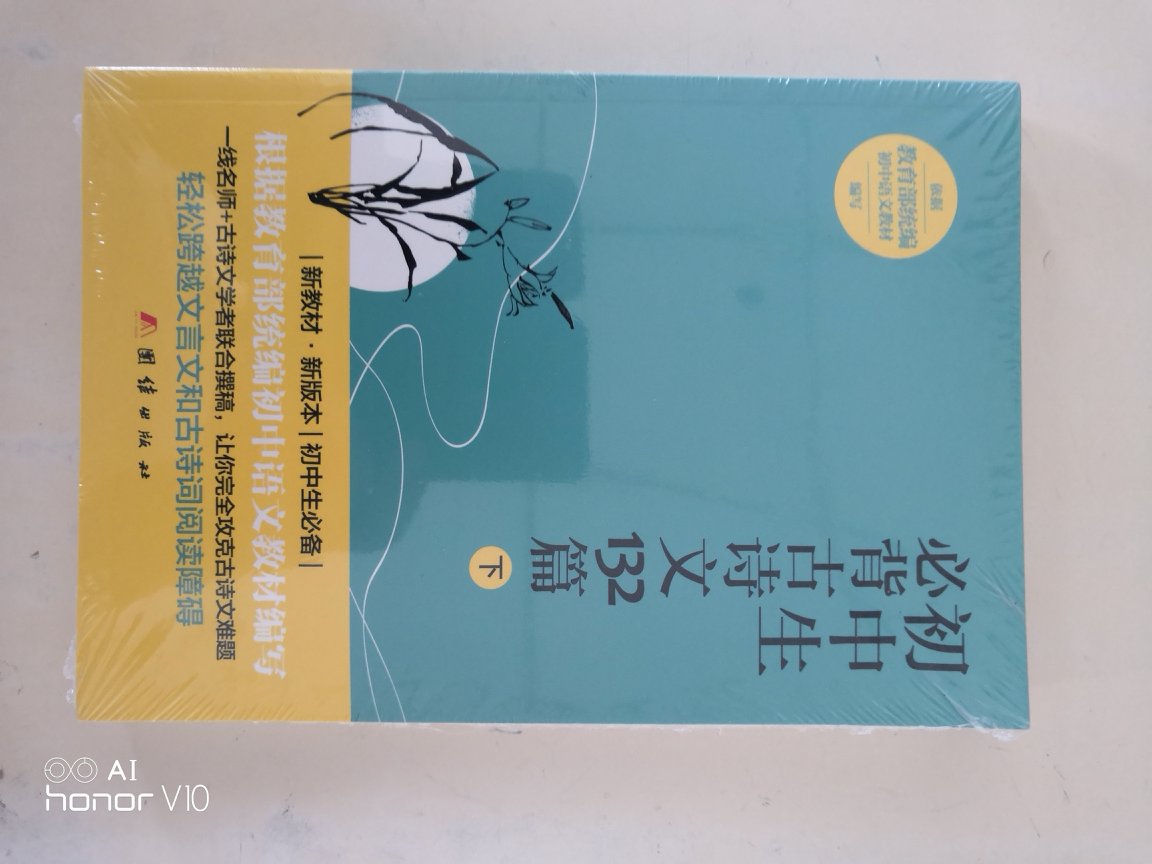 初中生
必背
古诗文
132篇
下
依据
教育部统编
初中语文教材
编写
|新教材·新版本|初中生必备|
根据教育部统编初中语文教材编写
一线名师+古诗文学者联合撰稿，让你完全攻克古诗文难题
轻松跨越文言文和古诗词阅读障碍
团结出版社
AI
honor V10